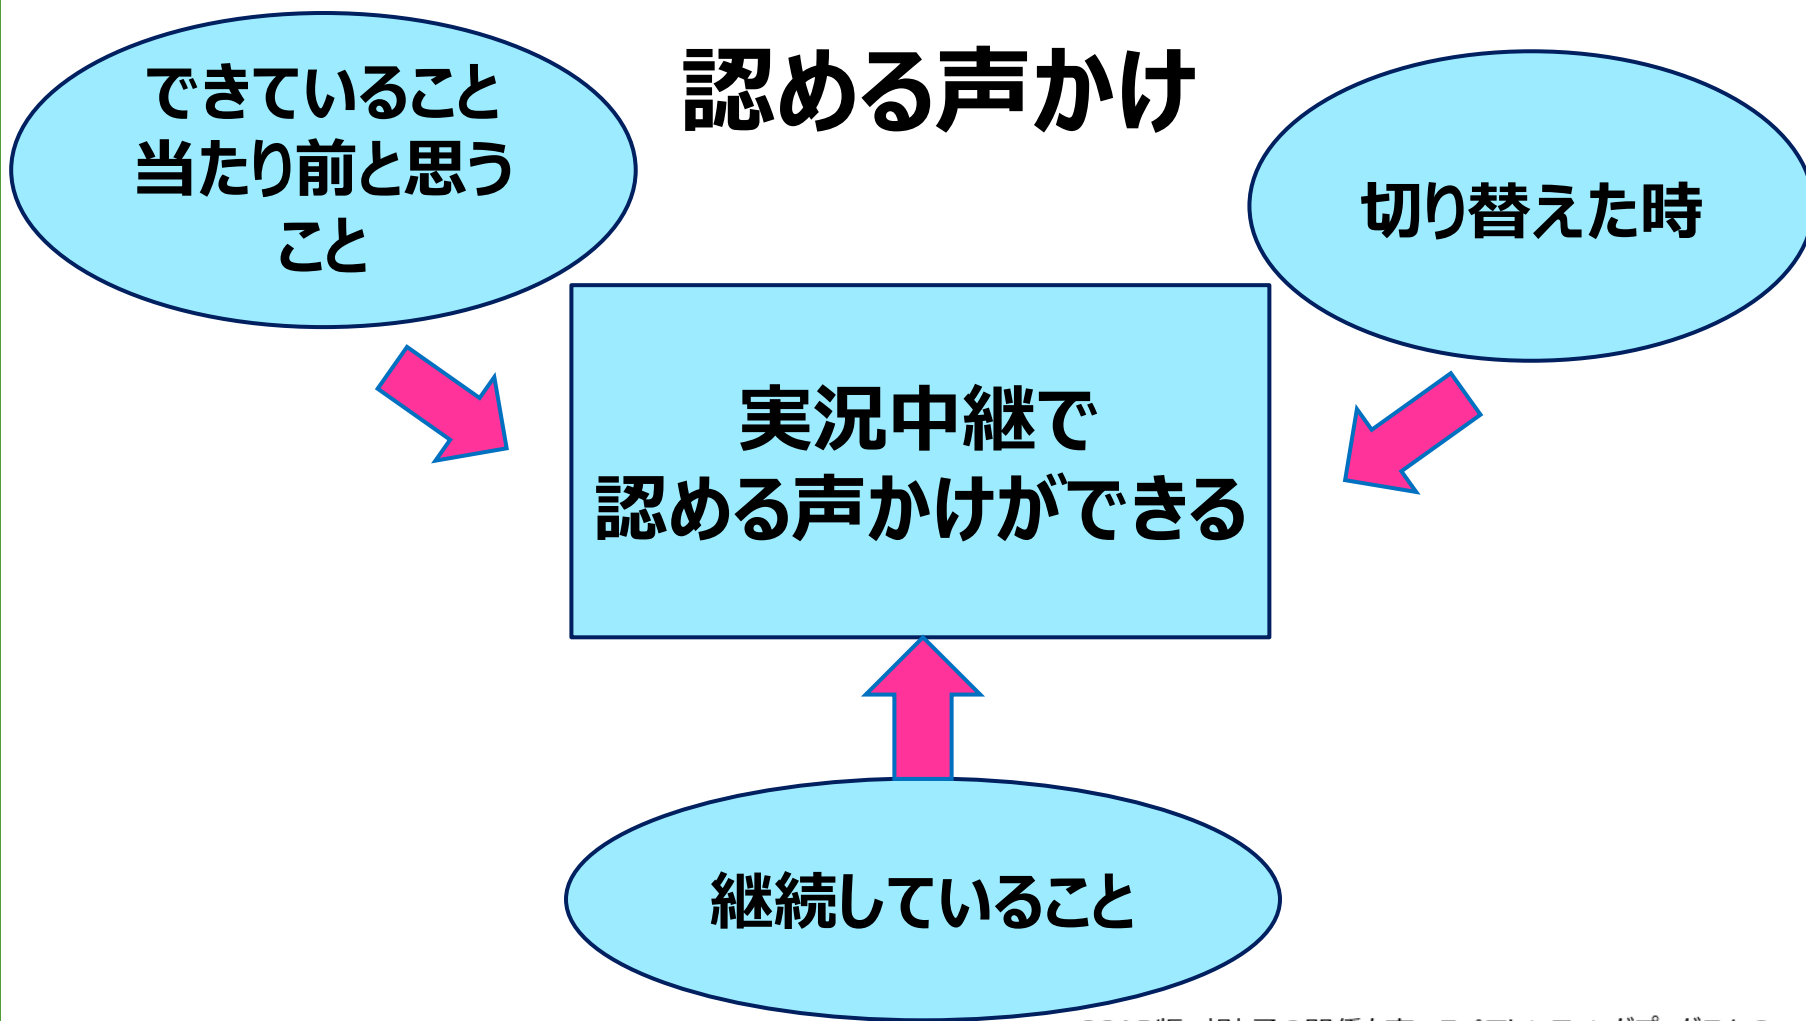 認める声かけ
できていること
当たり前と思う
こと
切り替えた時
実況中継で
認める声かけができる
継続していること